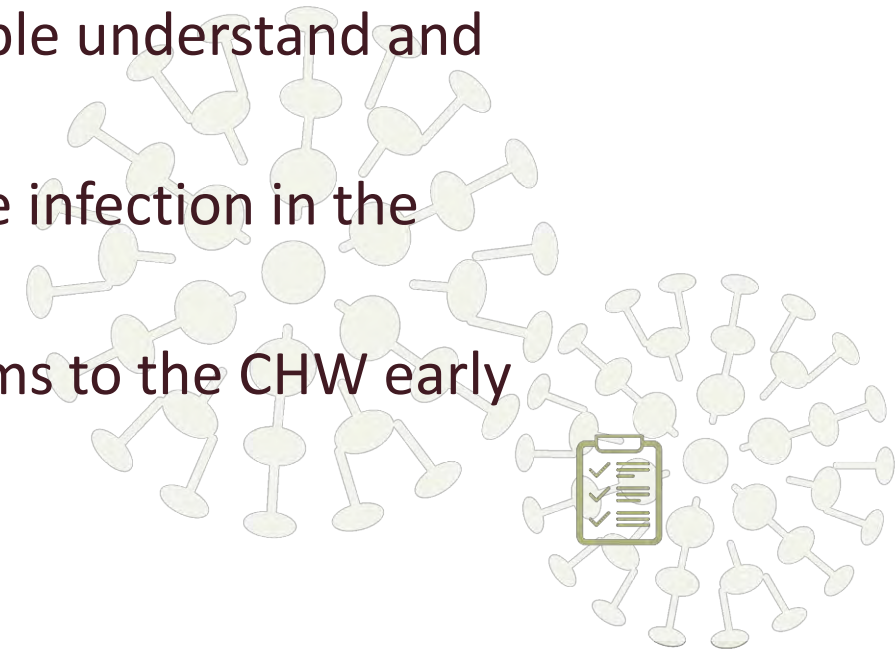 ple understand and
e infection in the
ms to the CHW early